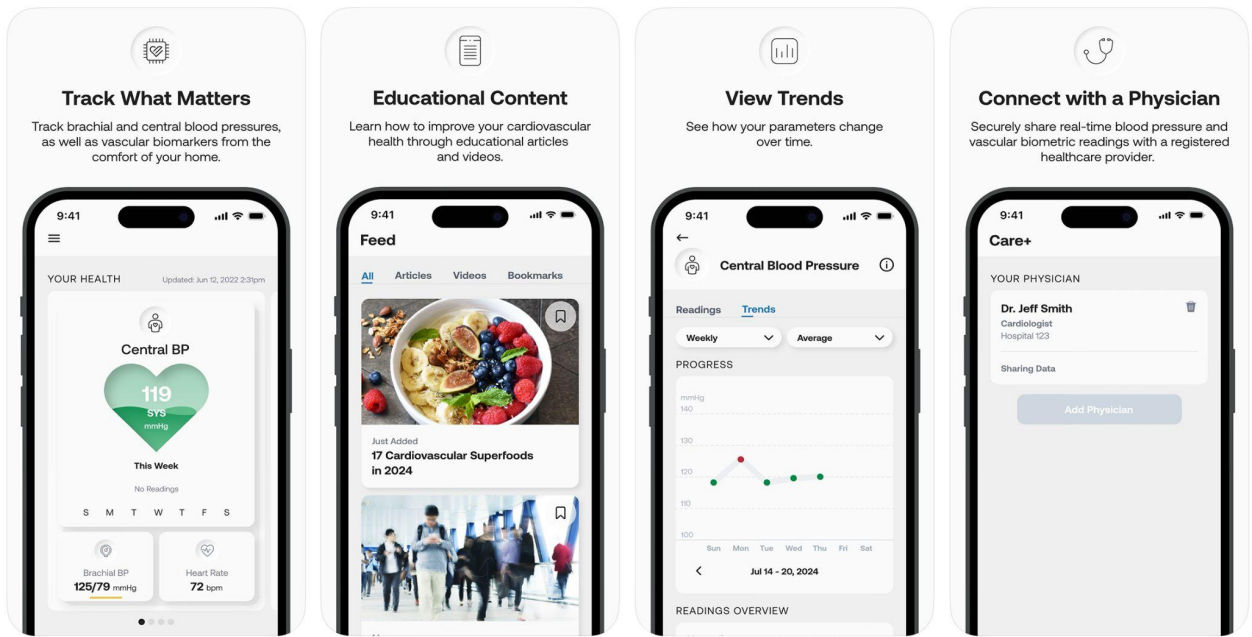 Track What Matters
Track brachial and central blood pressures,
as well as vascular biomarkers from the
comfort of your home.
9:41
YOUR HEALTH
Updated: Jun 12, 2022 2:31pm
Central BP
119
SYS
mmHg
This Week
No Readings
S M T W T F S
Brachial BP
125/79 mmHg
Heart Rate
72 bpm
Educational Content
Learn how to improve your cardiovascular
health through educational articles
and videos.
9:41
Feed
All Articles Videos Bookmarks
Just Added
17 Cardiovascular Superfoods
in 2024
View Trends
See how your parameters change
over time.
9:41
Central Blood Pressure
Readings Trends
Weekly Average
PROGRESS
mmHg
140
130
120
110
100
Sun Mon Tue Wed Thu Fri Sat
Jul 14 - 20, 2024
READINGS OVERVIEW
Connect with a Physician
Securely share real-time blood pressure and
vascular biometric readings with a registered
healthcare provider.
9:41
Care+
YOUR PHYSICIAN
Dr. Jeff Smith
Cardiologist
Hospital 123
Sharing Data
Add Physician